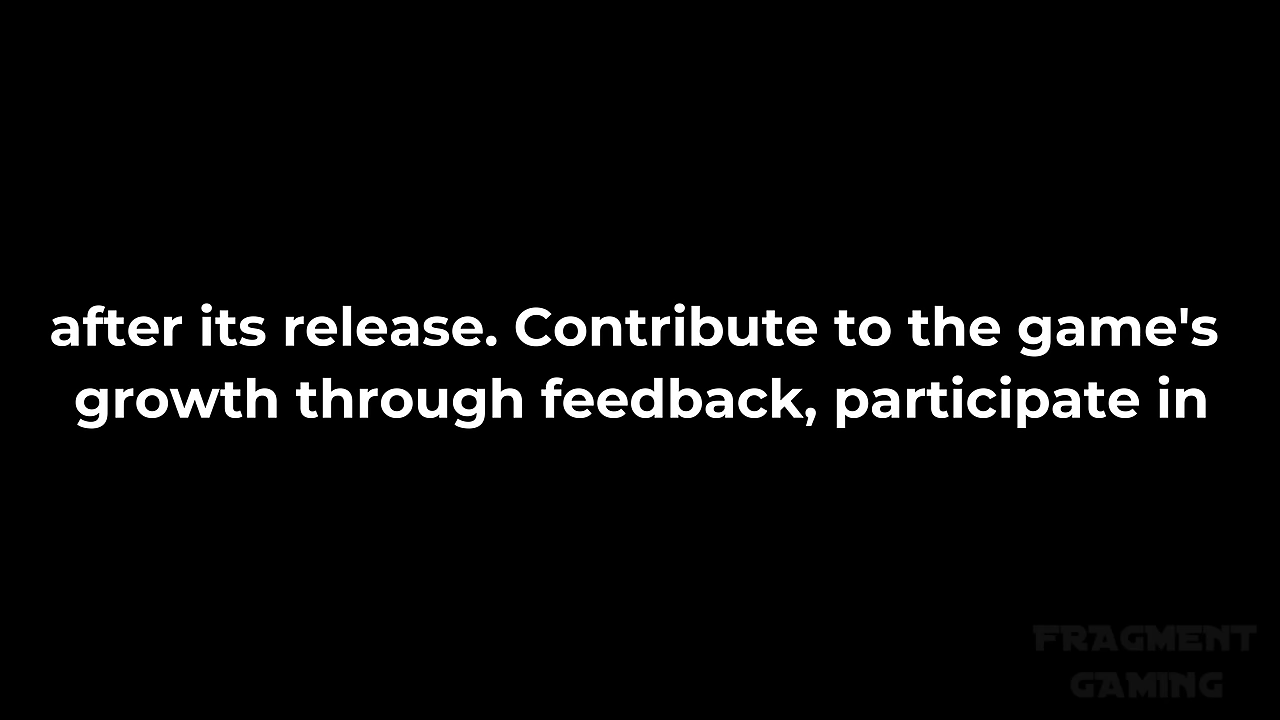 after its release. Contribute to the game's
growth through feedback, participate in
FRAGMENT
GAMING